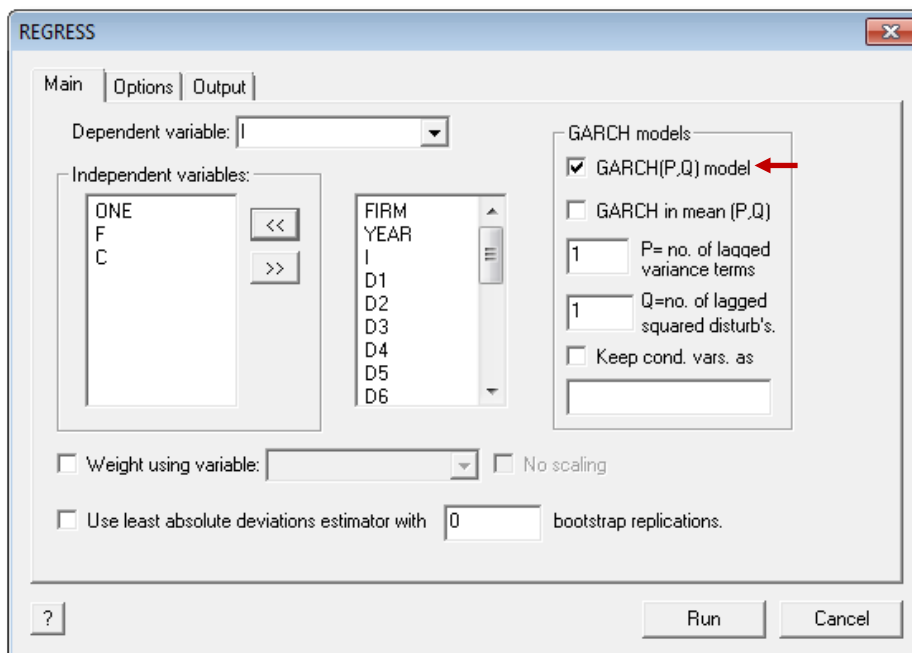 REGRESS
Main Options Output
Dependent variable: I
Independent variables:
ONE
F
C
<<
>>
FIRM
YEAR
I
D1
D2
D3
D4
D5
D6
GARCH models
GARCH(P,Q) model
GARCH in mean (P,Q)
1 P= no. of lagged
variance terms
1 Q=no. of lagged
squared disturb's.
Keep cond. vars. as
Weight using variable: No scaling
Use least absolute deviations estimator with 0 bootstrap replications.
? Run Cancel